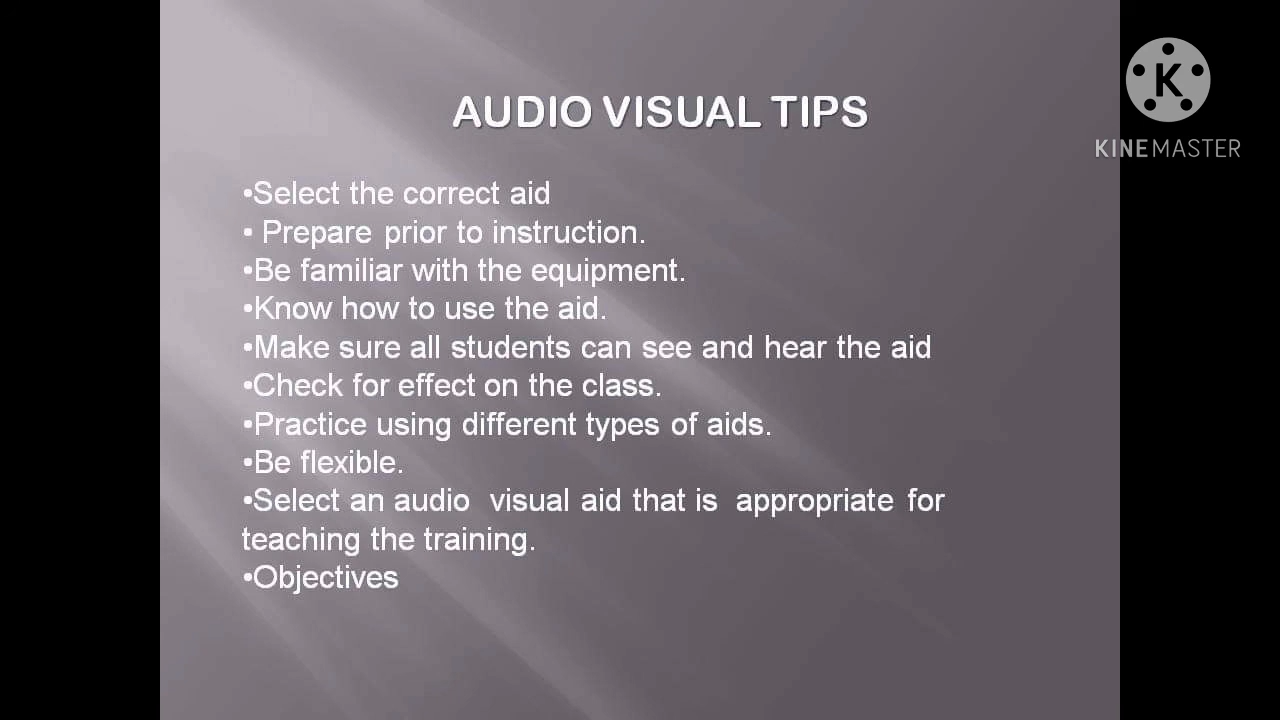 AUDIO VISUAL TIPS
K
KINEMASTER
•Select the correct aid
• Prepare prior to instruction.
•Be familiar with the equipment.
•Know how to use the aid.
•Make sure all students can see and hear the aid
•Check for effect on the class.
•Practice using different types of aids.
•Be flexible.
•Select an audio  visual aid that is  appropriate for
teaching the training.
•Objectives